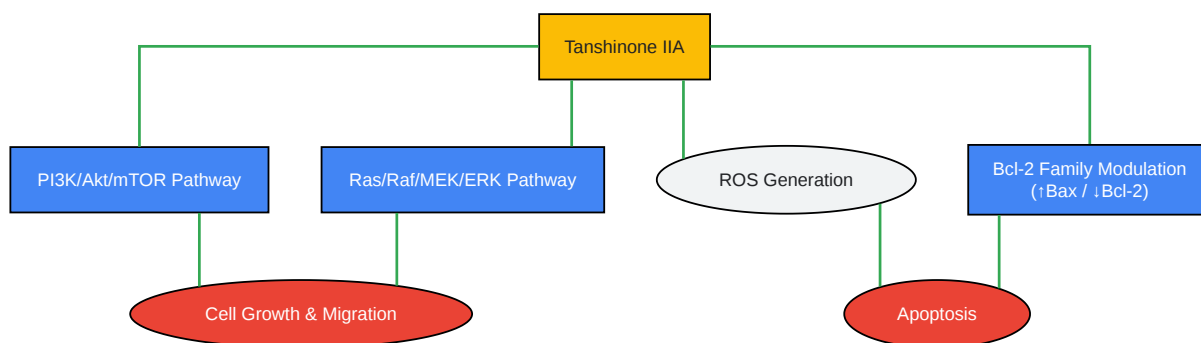 Tanshinone IIA
PI3K/Akt/mTOR Pathway
Ras/Raf/MEK/ERK Pathway
ROS Generation
Bcl-2 Family Modulation
(↑Bax / ↓Bcl-2)
Cell Growth & Migration
Apoptosis